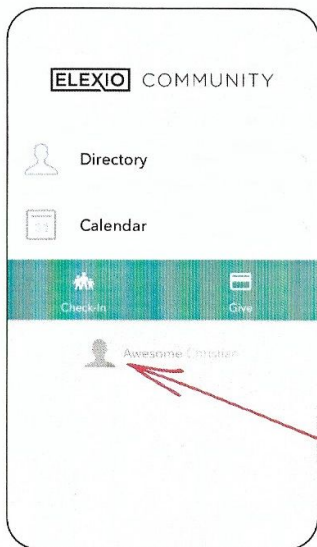 ELEXIO COMMUNITY
Directory
Calendar
Check-In Give
Awesome Christian